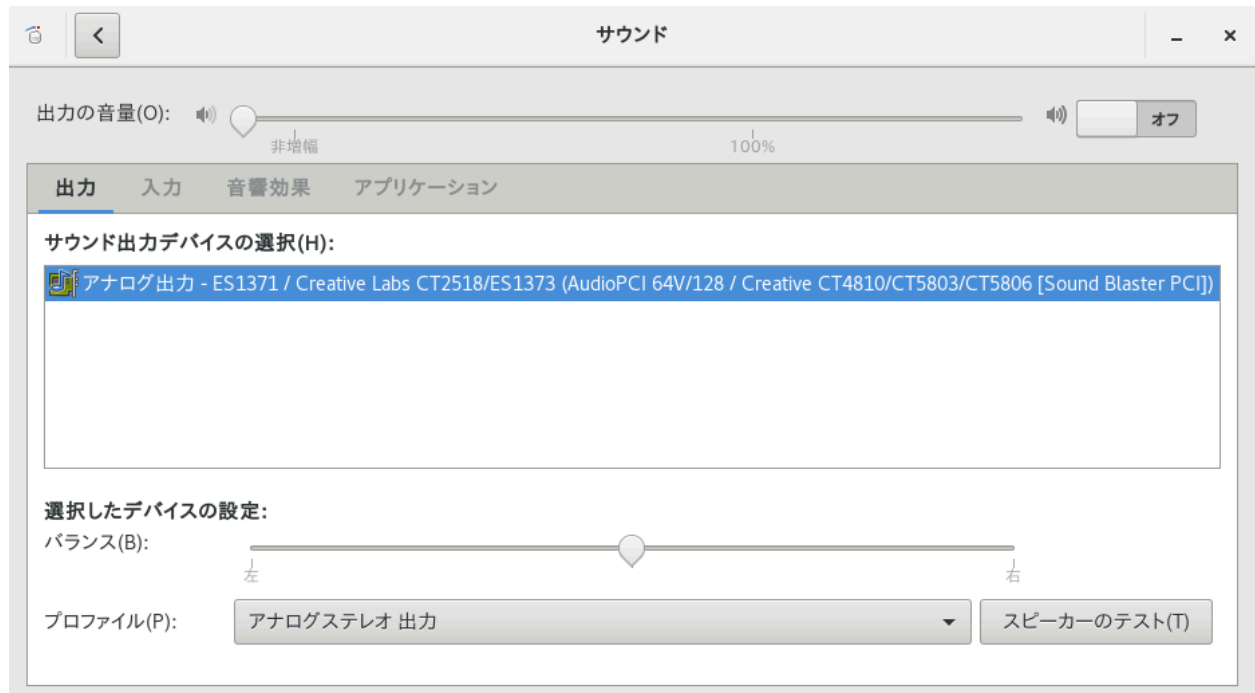 サウンド
出力の音量(O):
オフ
非増幅
100%
出力 入力 音響効果 アプリケーション
サウンド出力デバイスの選択(H):
アナログ出力 - ES1371 / Creative Labs CT2518/ES1373 (AudioPCI 64V/128 / Creative CT4810/CT5803/CT5806 [Sound Blaster PCI])
選択したデバイスの設定:
バランス(B):
左 右
プロファイル(P): アナログステレオ 出力 スピーカーのテスト(T)